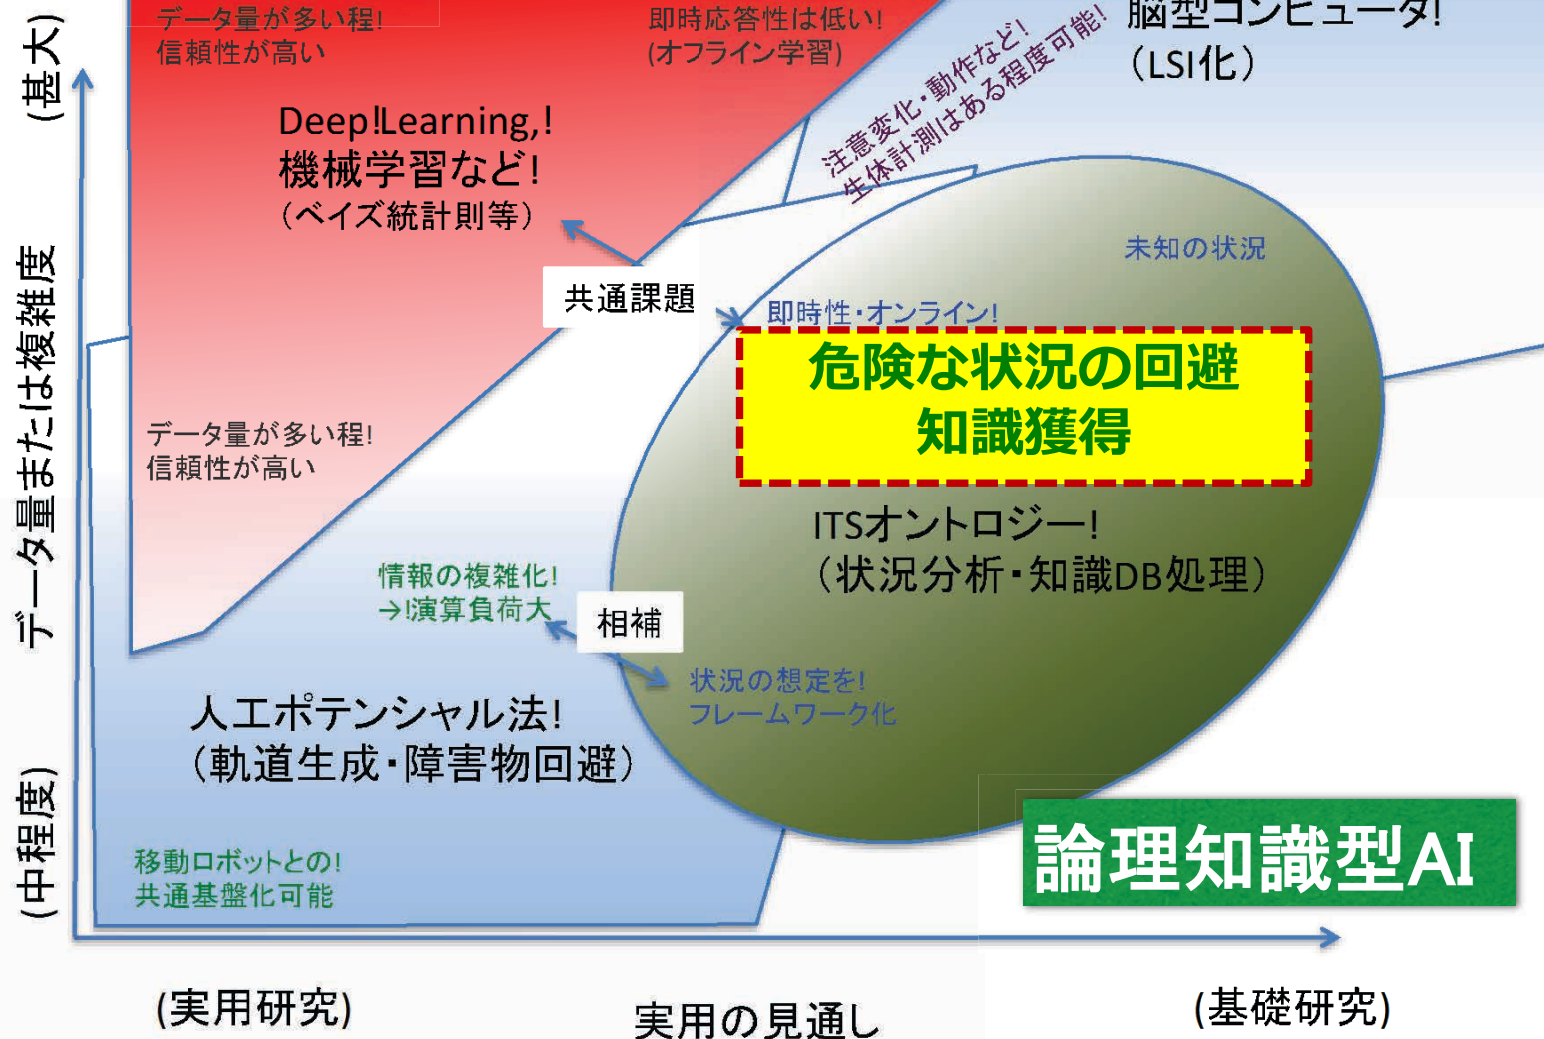 データ量が多い程!
信頼性が高い
即時応答性は低い!
(オフライン学習)
脳型コンピュータ!
（LSI化）
注意変化・動作など!
生体計測はある程度可能!
(甚大)
データ量または複雑度
(中程度)
Deep!Learning,!
機械学習など!
（ベイズ統計則等）
共通課題
未知の状況
即時性・オンライン!
危険な状況の回避
知識獲得
データ量が多い程!
信頼性が高い
ITSオントロジー!
（状況分析・知識DB処理）
情報の複雑化!
→!演算負荷大
相補
状況の想定を!
フレームワーク化
人工ポテンシャル法!
（軌道生成・障害物回避）
移動ロボットとの!
共通基盤化可能
論理知識型AI
(実用研究)
実用の見通し
(基礎研究)